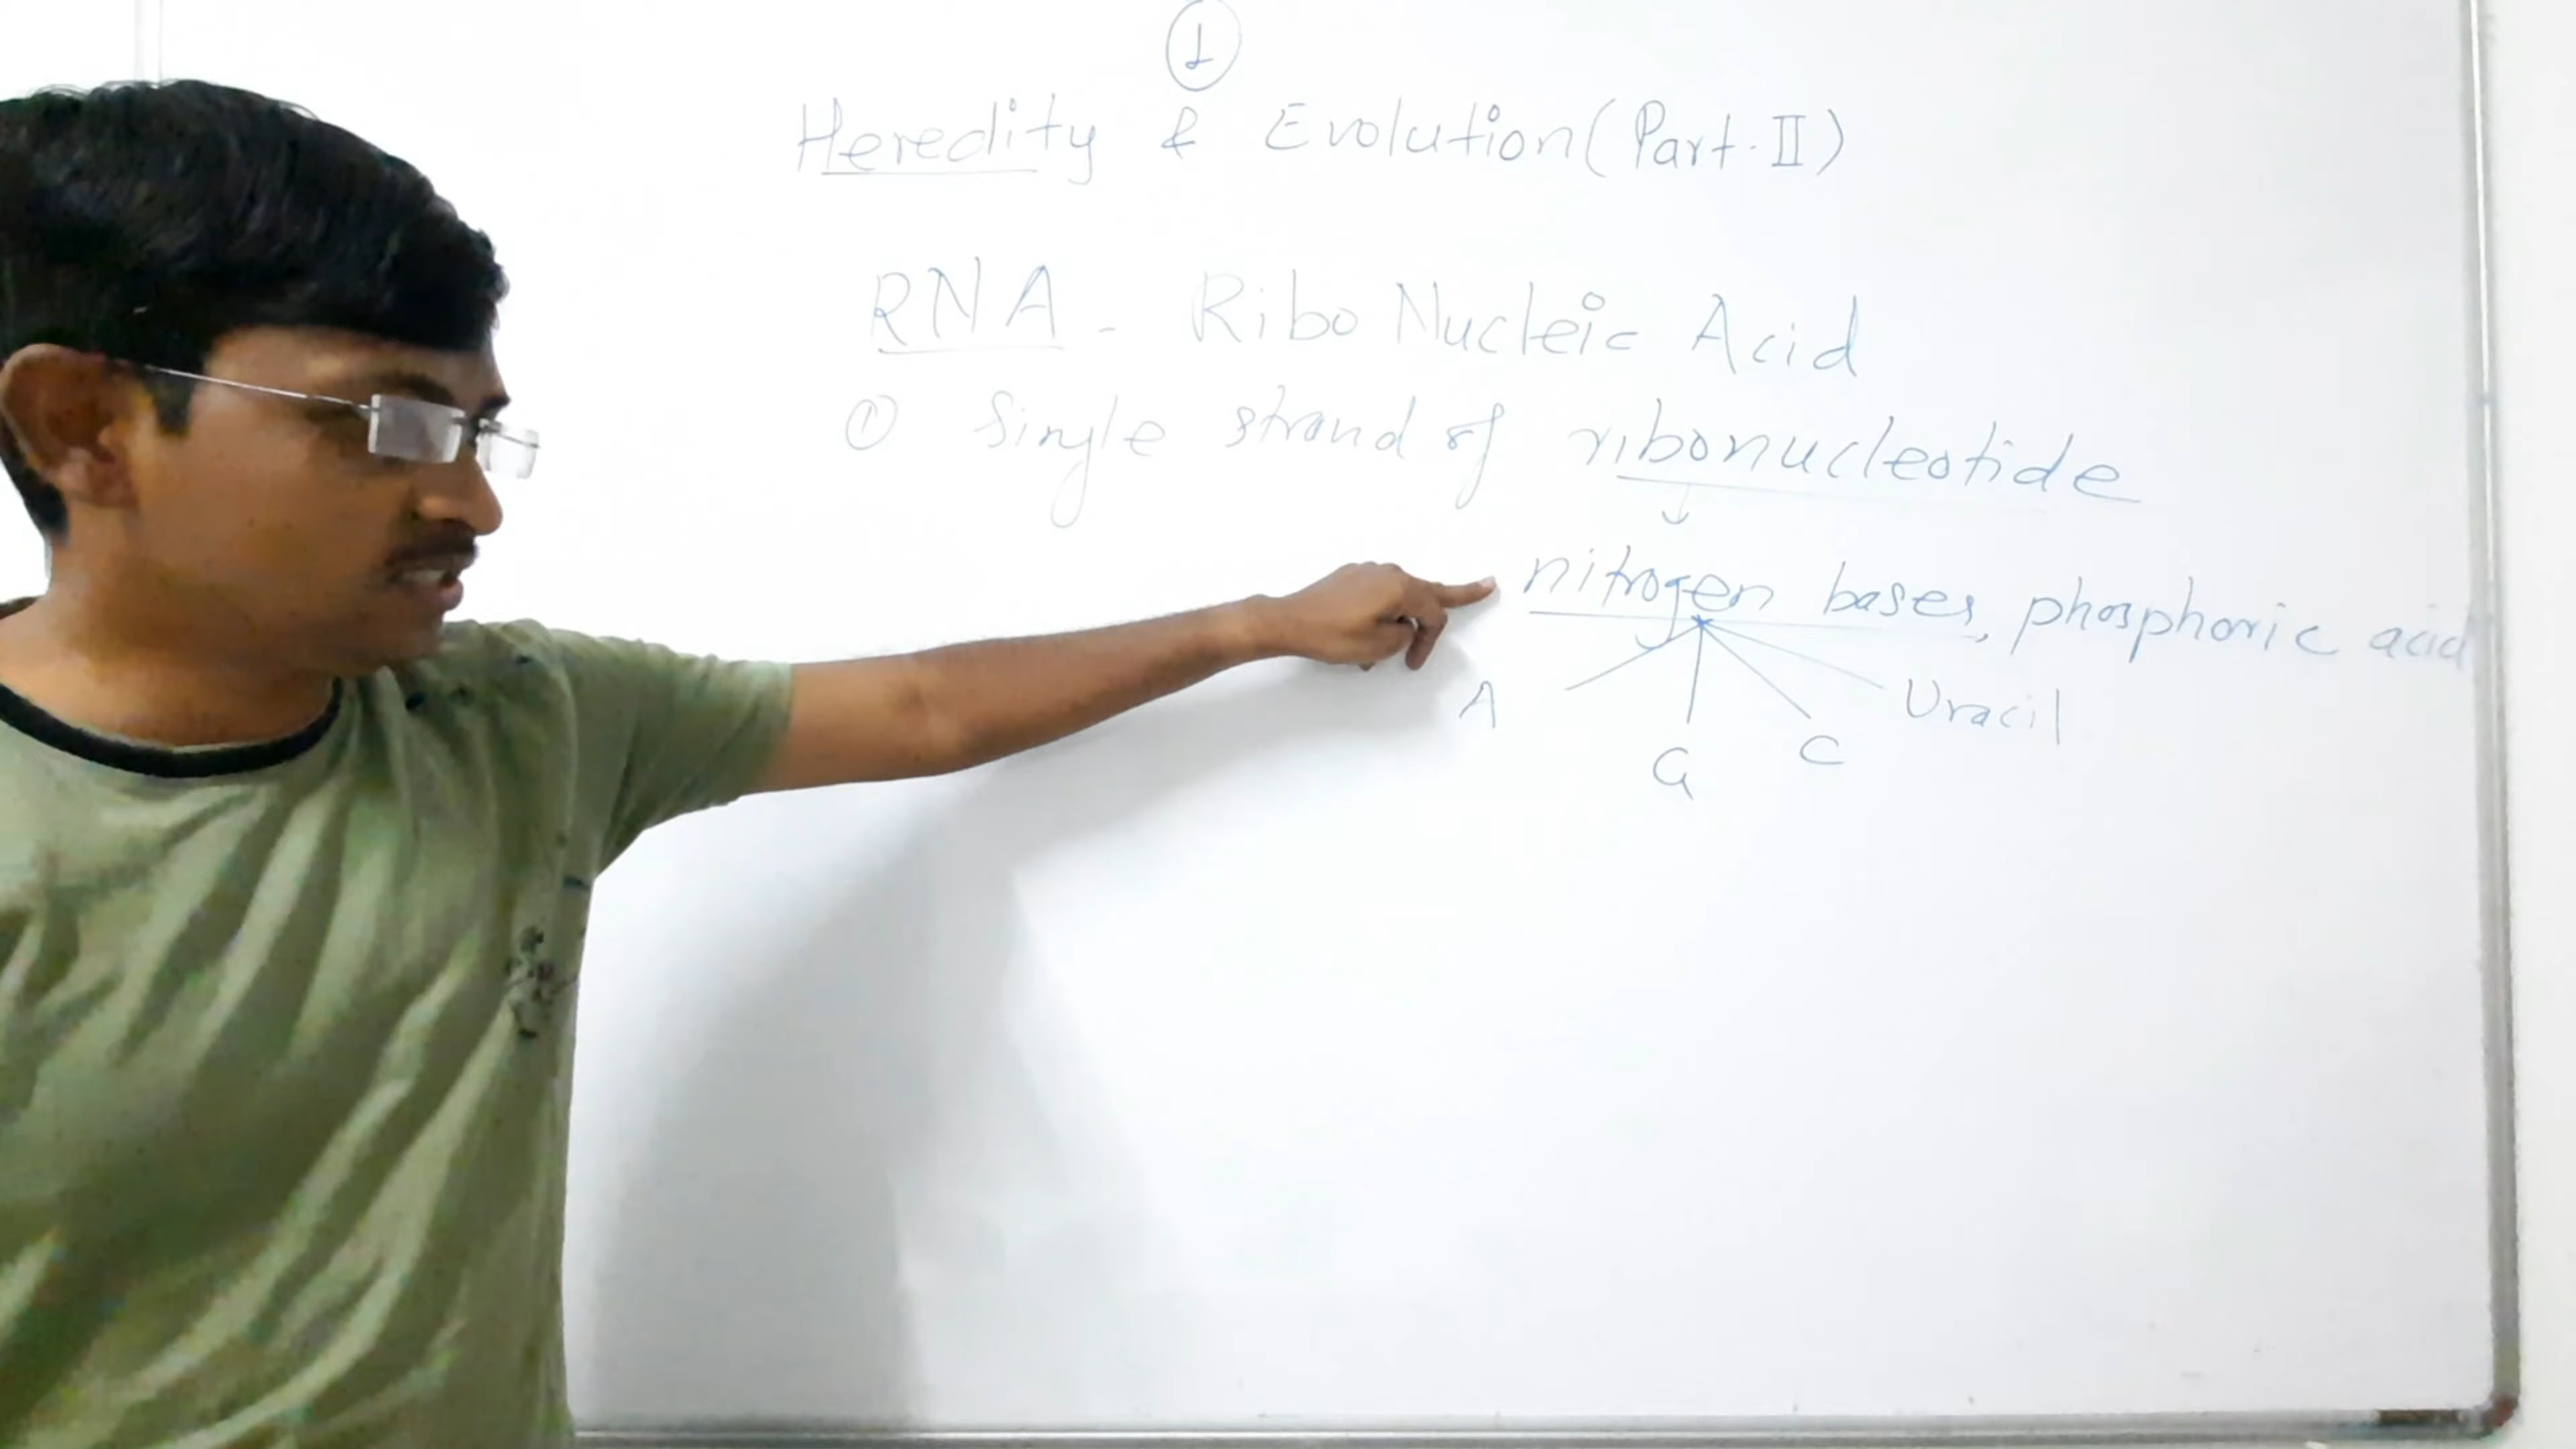 1
Heredity & Evolution (Part-II)
RNA - Ribo Nucleic Acid
① Single strand of ribonucleotide
nitrogen bases, phosphoric acid
A G C Uracil